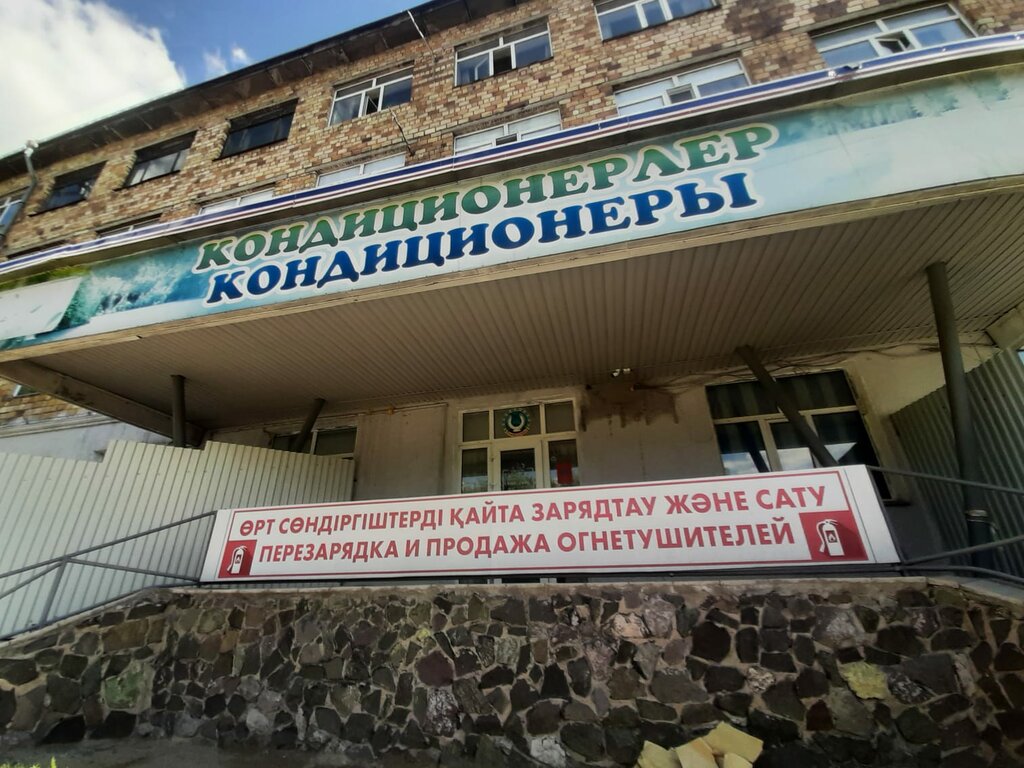 КОНДИЦИОНЕРЛЕР
КОНДИЦИОНЕРЫ
ӨРТ СӨНДІРГІШТЕРДІ ҚАЙТА ЗАРЯДТАУ ЖӘНЕ САТУ
ПЕРЕЗАРЯДКА И ПРОДАЖА ОГНЕТУШИТЕЛЕЙ